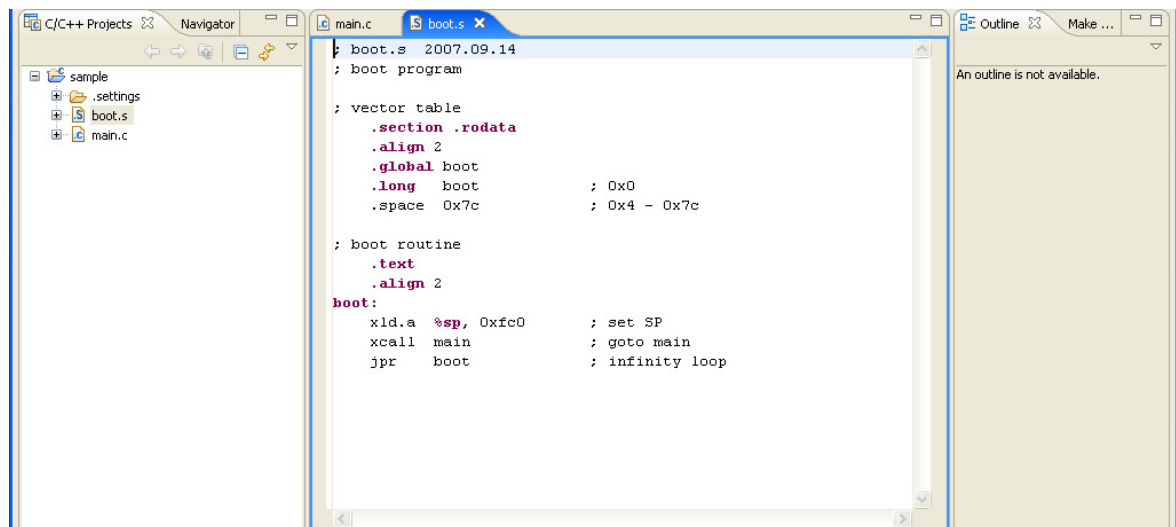 C/C++ Projects
Navigator
sample
.settings
boot.s
main.c
main.c
boot.s
; boot.s  2007.09.14
; boot program
; vector table
.section .rodata
.align 2
.global boot
.long   boot            ; 0x0
.space  0x7c            ; 0x4 - 0x7c
; boot routine
.text
.align 2
boot:
xld.a  %sp, 0xfc0       ; set SP
xcall  main             ; goto main
jpr    boot             ; infinity loop
Outline
Make ...
An outline is not available.